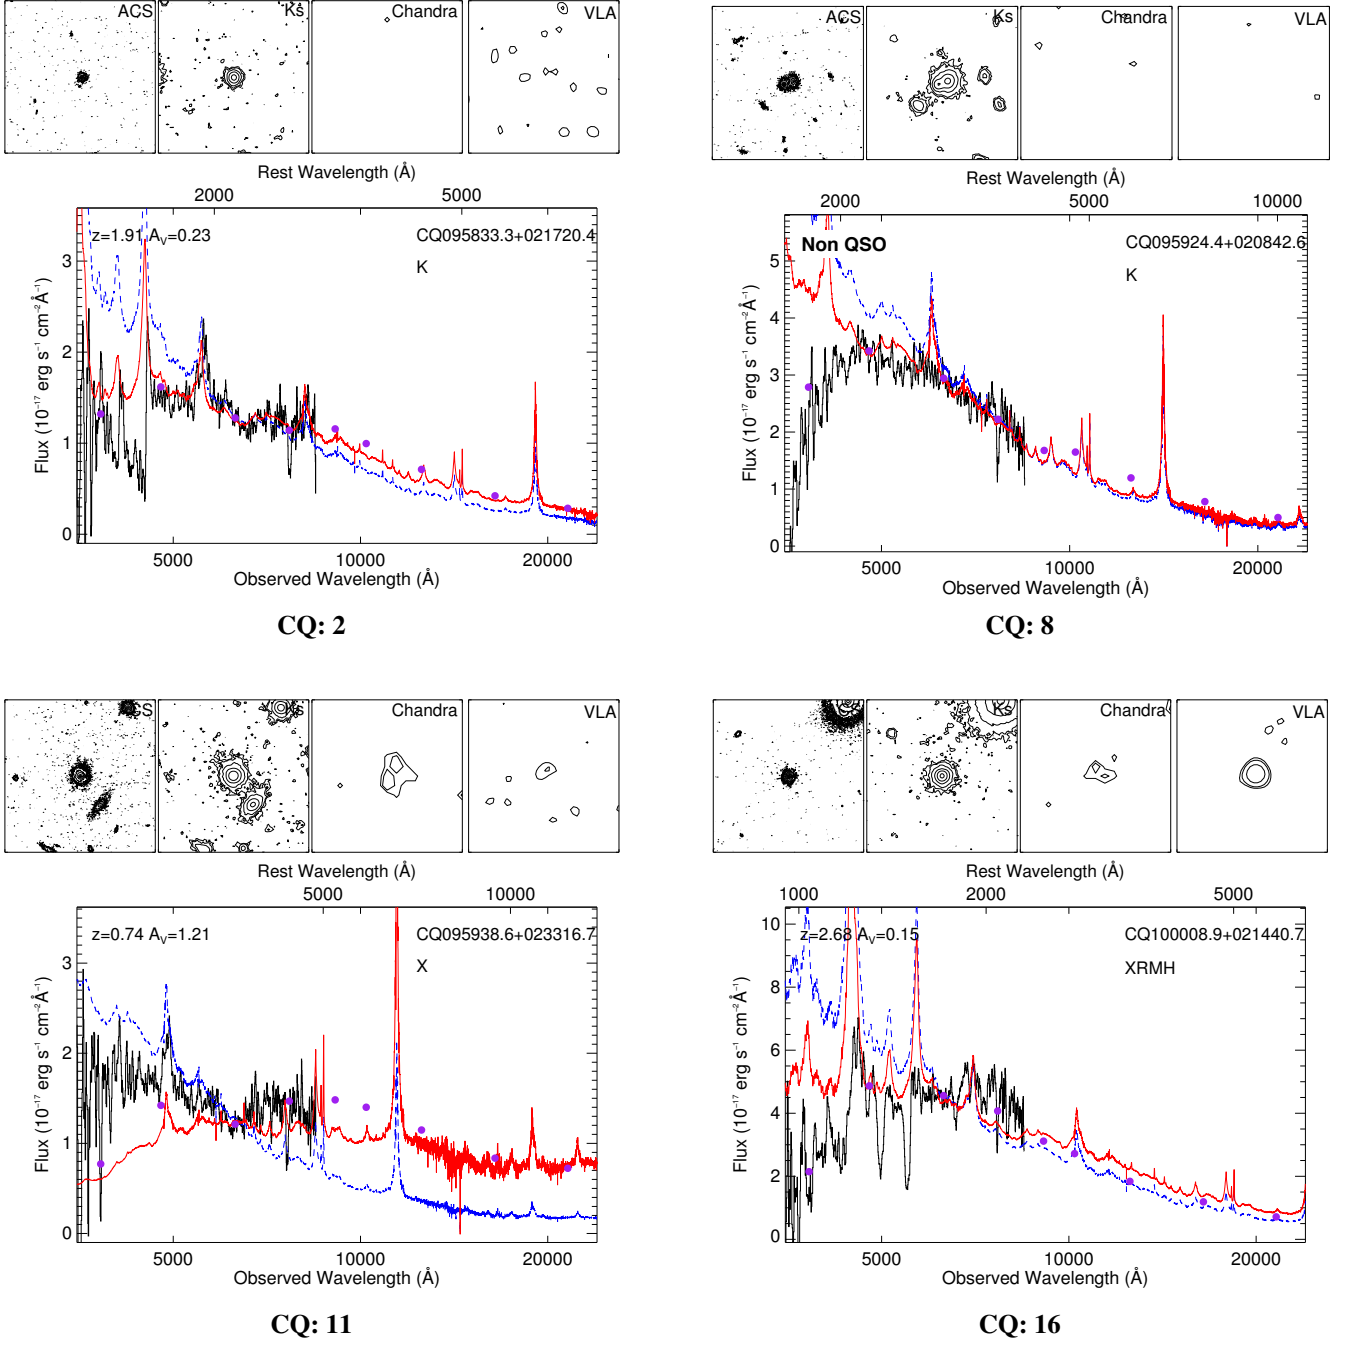 ACS Ks Chandra VLA
Rest Wavelength (Å)
2000 5000
z=1.91 Aᵥ=0.23 CQ095833.3+021720.4
K
Flux (10⁻¹⁷ erg s⁻¹ cm⁻² Å⁻¹)
3
2
1
0
5000 10000 20000
Observed Wavelength (Å)
CQ: 2
ACS Ks Chandra VLA
Rest Wavelength (Å)
2000 5000 10000
Non QSO CQ095924.4+020842.6
K
Flux (10⁻¹⁷ erg s⁻¹ cm⁻² Å⁻¹)
5
4
3
2
1
0
5000 10000 20000
Observed Wavelength (Å)
CQ: 8
ACS Ks Chandra VLA
Rest Wavelength (Å)
5000 10000
z=0.74 Aᵥ=1.21 CQ095938.6+023316.7
X
Flux (10⁻¹⁷ erg s⁻¹ cm⁻² Å⁻¹)
3
2
1
0
5000 10000 20000
Observed Wavelength (Å)
CQ: 11
Ks Chandra VLA
Rest Wavelength (Å)
1000 2000 5000
z=2.68 Aᵥ=0.15 CQ100008.9+021440.7
XRMH
Flux (10⁻¹⁷ erg s⁻¹ cm⁻² Å⁻¹)
10
8
6
4
2
0
5000 10000 20000
Observed Wavelength (Å)
CQ: 16